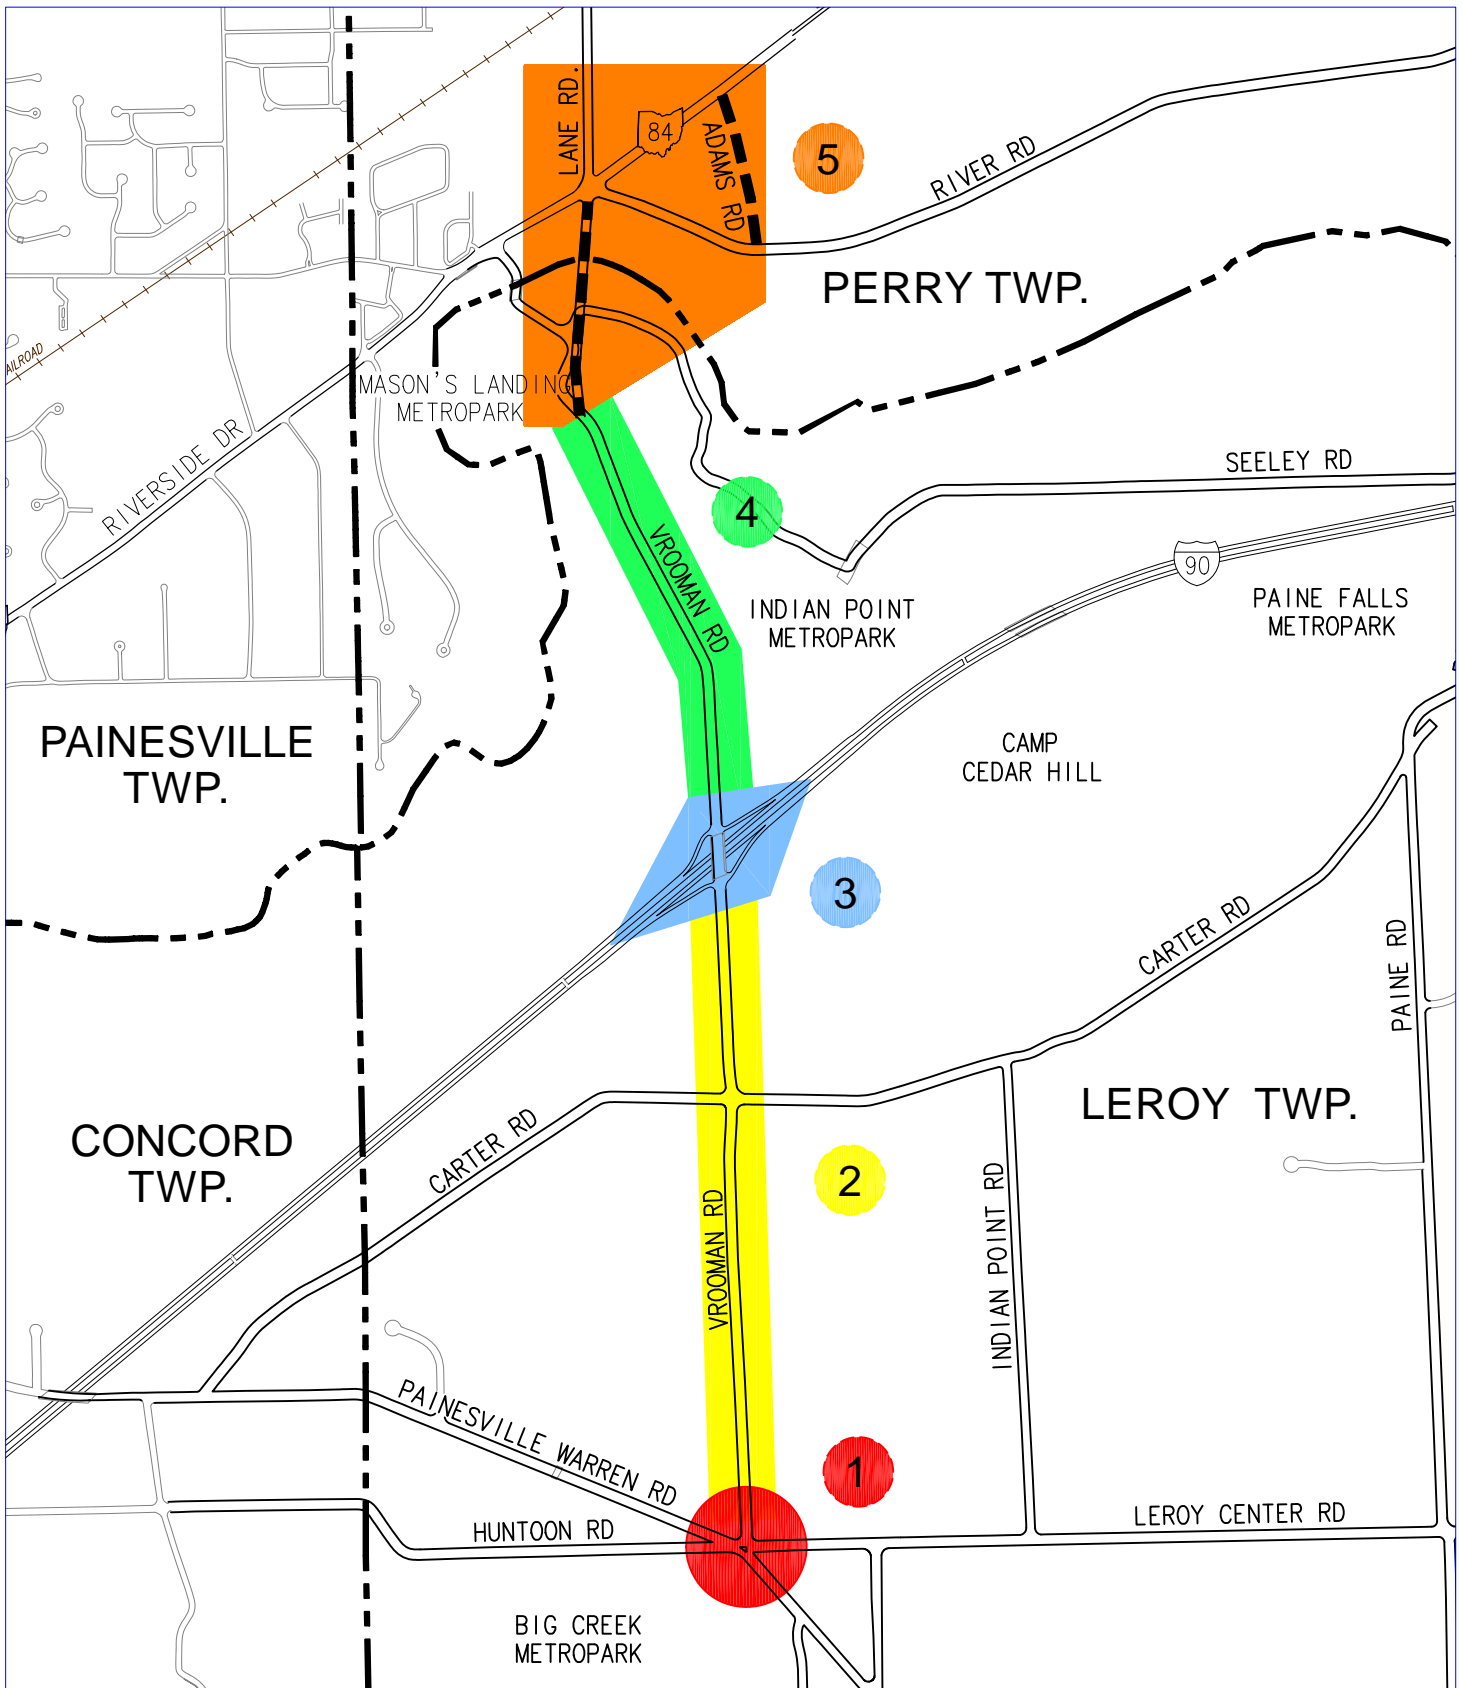 LANE RD.
84
ADAMS RD
5
RIVER RD
PERRY TWP.
AILROAD
MASON'S LANDING
METROPARK
RIVERSIDE DR
SEELEY RD
4
VROOMAN RD
90
INDIAN POINT
METROPARK
PAINE FALLS
METROPARK
PAINESVILLE
TWP.
CAMP
CEDAR HILL
3
CARTER RD
PAINE RD
LEROY TWP.
CONCORD
TWP.
CARTER RD
2
VROOMAN RD
INDIAN POINT RD
PAINESVILLE WARREN RD
1
HUNTOON RD
LEROY CENTER RD
BIG CREEK
METROPARK